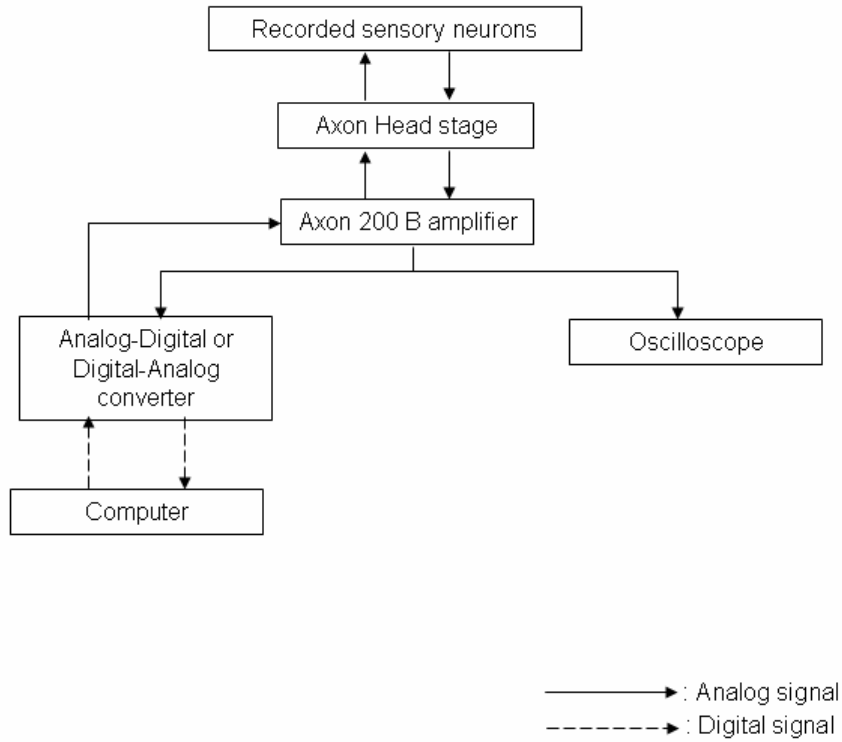 Recorded sensory neurons
Axon Head stage
Axon 200 B amplifier
Analog-Digital or
Digital-Analog
converter
Oscilloscope
Computer
: Analog signal
: Digital signal